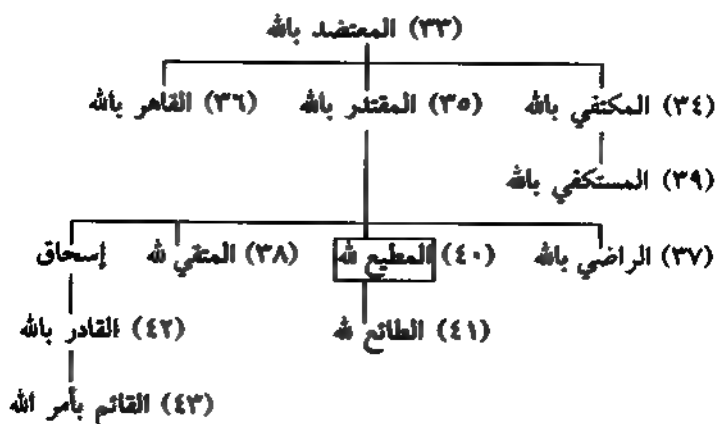 (٣٣) المعتضد بالله
(٣٤) المكتفي بالله (٣٥) المقتدر بالله (٣٦) القاهر بالله
(٣٩) المستكفي بالله
(٣٧) الراضي بالله (٤٠) المطيع لله (٣٨) المتقي لله إسحاق
(٤١) الطائع لله (٤٢) القادر بالله
(٤٣) القائم بأمر الله